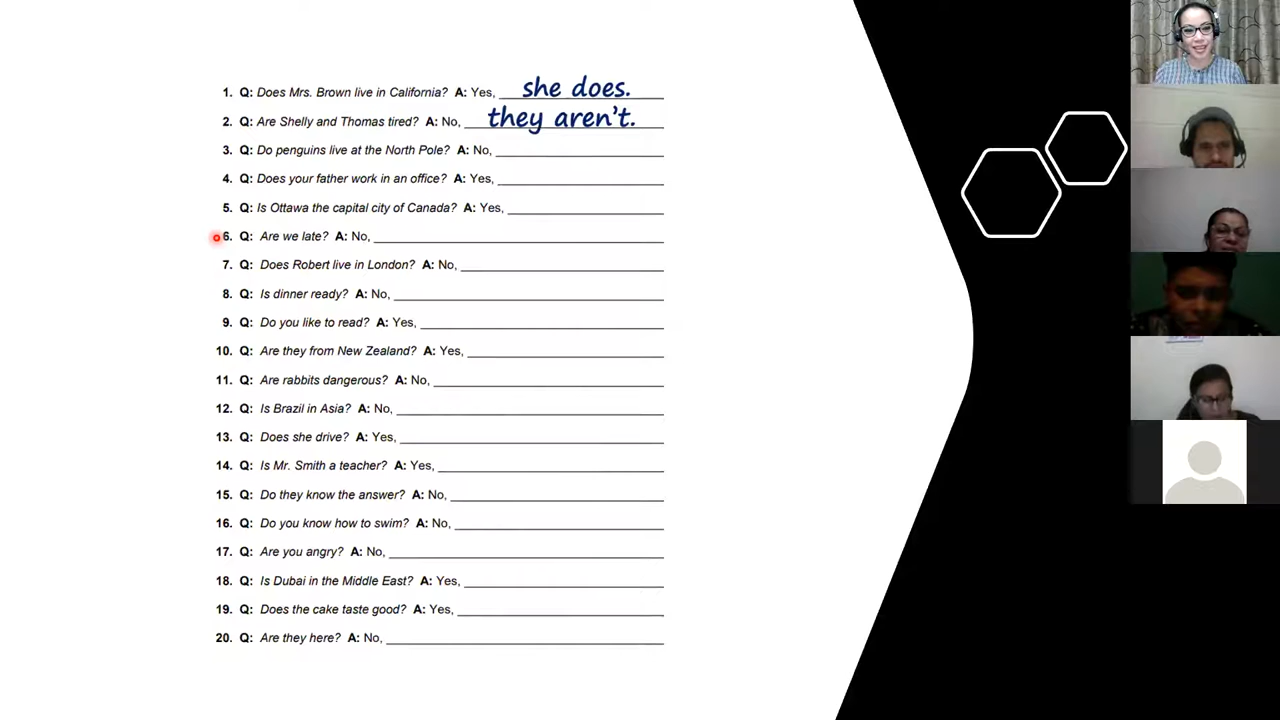 1. Q: Does Mrs. Brown live in California? A: Yes, she does.
2. Q: Are Shelly and Thomas tired? A: No, they aren't.
3. Q: Do penguins live at the North Pole? A: No,
4. Q: Does your father work in an office? A: Yes,
5. Q: Is Ottawa the capital city of Canada? A: Yes,
6. Q: Are we late? A: No,
7. Q: Does Robert live in London? A: No,
8. Q: Is dinner ready? A: No,
9. Q: Do you like to read? A: Yes,
10. Q: Are they from New Zealand? A: Yes,
11. Q: Are rabbits dangerous? A: No,
12. Q: Is Brazil in Asia? A: No,
13. Q: Does she drive? A: Yes,
14. Q: Is Mr. Smith a teacher? A: Yes,
15. Q: Do they know the answer? A: No,
16. Q: Do you know how to swim? A: No,
17. Q: Are you angry? A: No,
18. Q: Is Dubai in the Middle East? A: Yes,
19. Q: Does the cake taste good? A: Yes,
20. Q: Are they here? A: No,